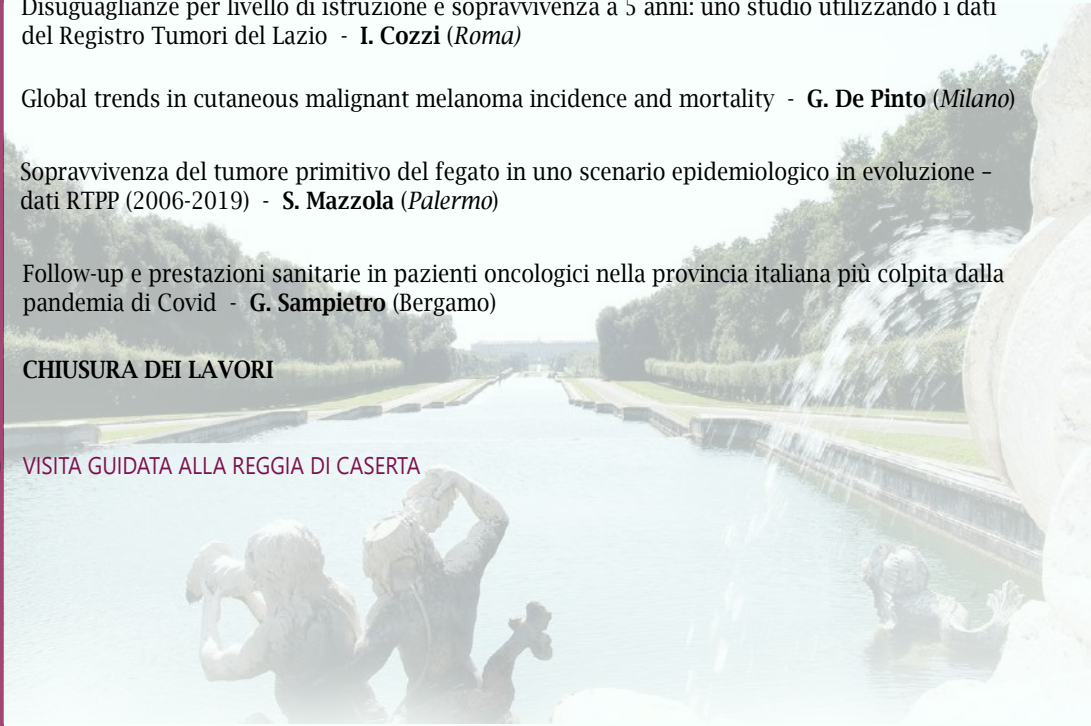 Disuguaglianze per livello di istruzione e sopravvivenza a 5 anni: uno studio utilizzando i dati
del Registro Tumori del Lazio - I. Cozzi (Roma)
Global trends in cutaneous malignant melanoma incidence and mortality - G. De Pinto (Milano)
Sopravvivenza del tumore primitivo del fegato in uno scenario epidemiologico in evoluzione –
dati RTPP (2006-2019) - S. Mazzola (Palermo)
Follow-up e prestazioni sanitarie in pazienti oncologici nella provincia italiana più colpita dalla
pandemia di Covid - G. Sampietro (Bergamo)
CHIUSURA DEI LAVORI
VISITA GUIDATA ALLA REGGIA DI CASERTA